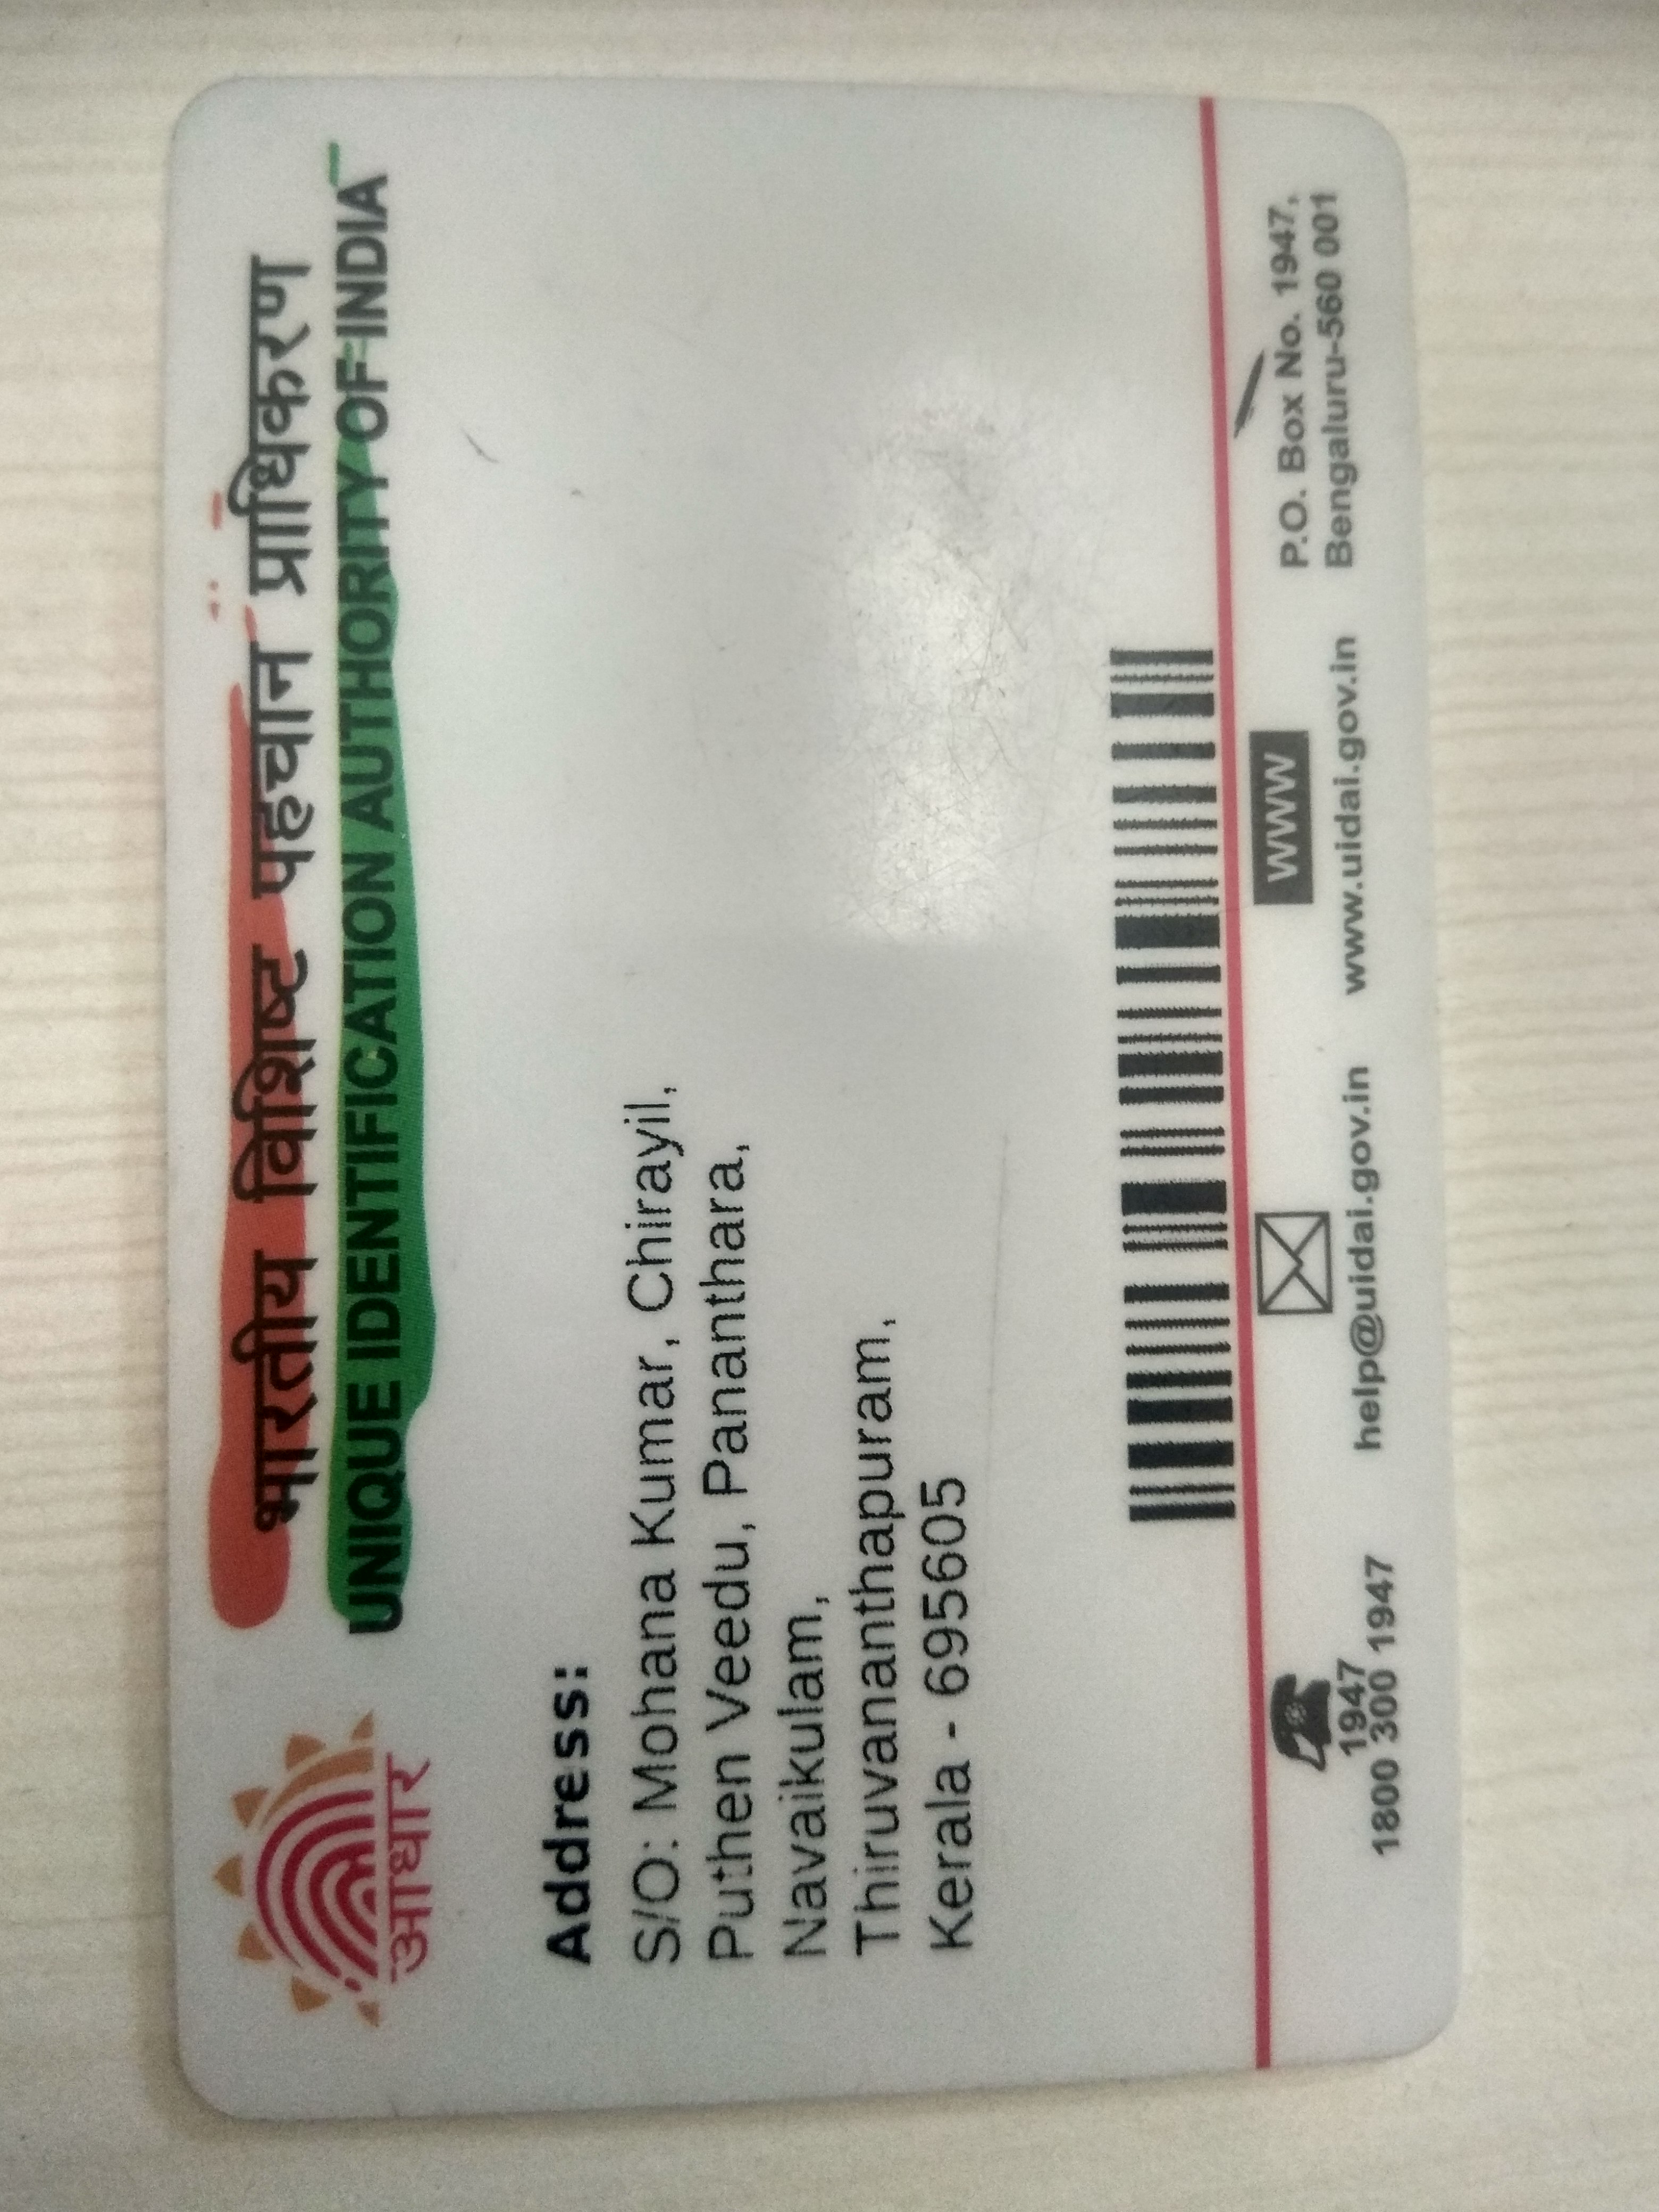 भारतीय विशिष्ट पहचान प्राधिकरण
UNIQUE IDENTIFICATION AUTHORITY OF INDIA
आधार
Address:
S/O: Mohana Kumar, Chirayil,
Puthen Veedu, Pananthara,
Navaikulam,
Thiruvananthapuram,
Kerala - 695605
1947
1800 300 1947
help@uidai.gov.in
WWW
www.uidai.gov.in
P.O. Box No. 1947,
Bengaluru-560 001